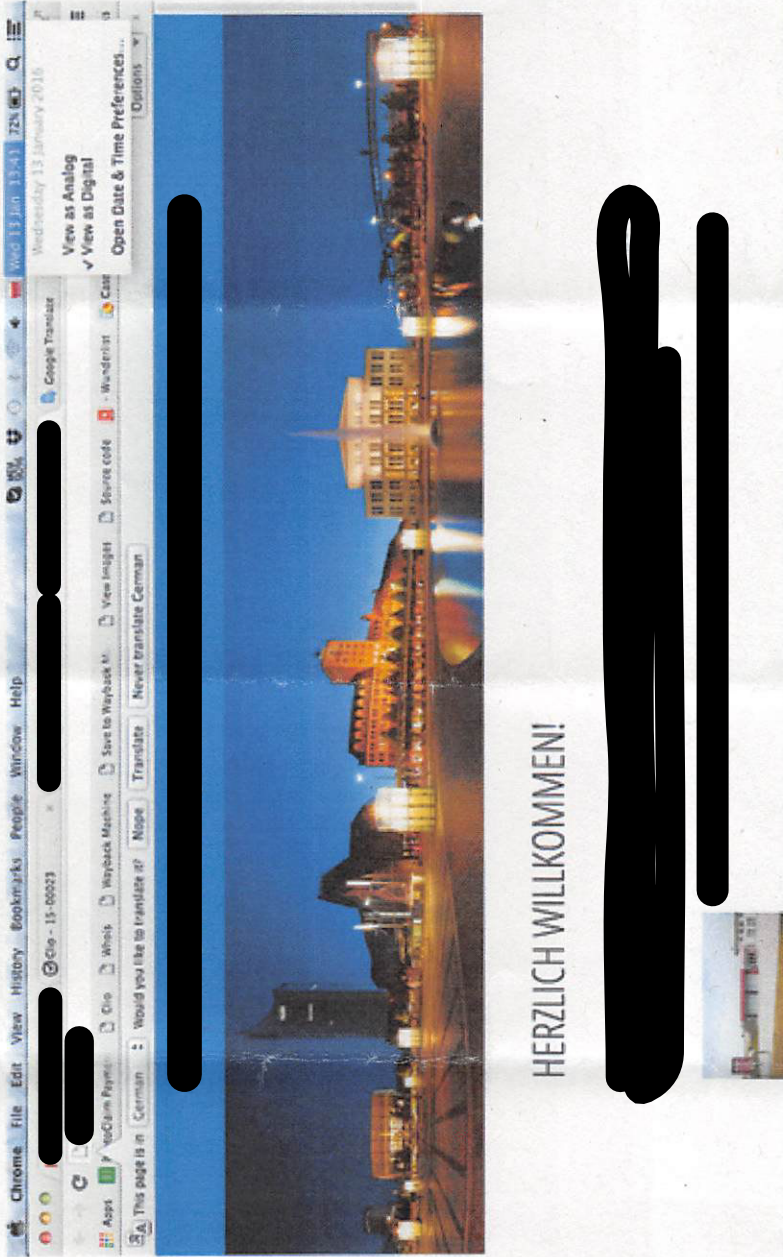 Chrome File Edit View History Bookmarks People Window Help
Wed 13 Jan 13:41 72%
Clio - 15-00023
Google Translate
Wednesday 13 January 2016
View as Analog
✓ View as Digital
Open Date & Time Preferences...
Apps
Clio Whois Wayback Machine Save to Wayback M View Images Source code - Wunderlist
This page is in German Would you like to translate it? Nope Translate Never translate German Options
HERZLICH WILLKOMMEN!